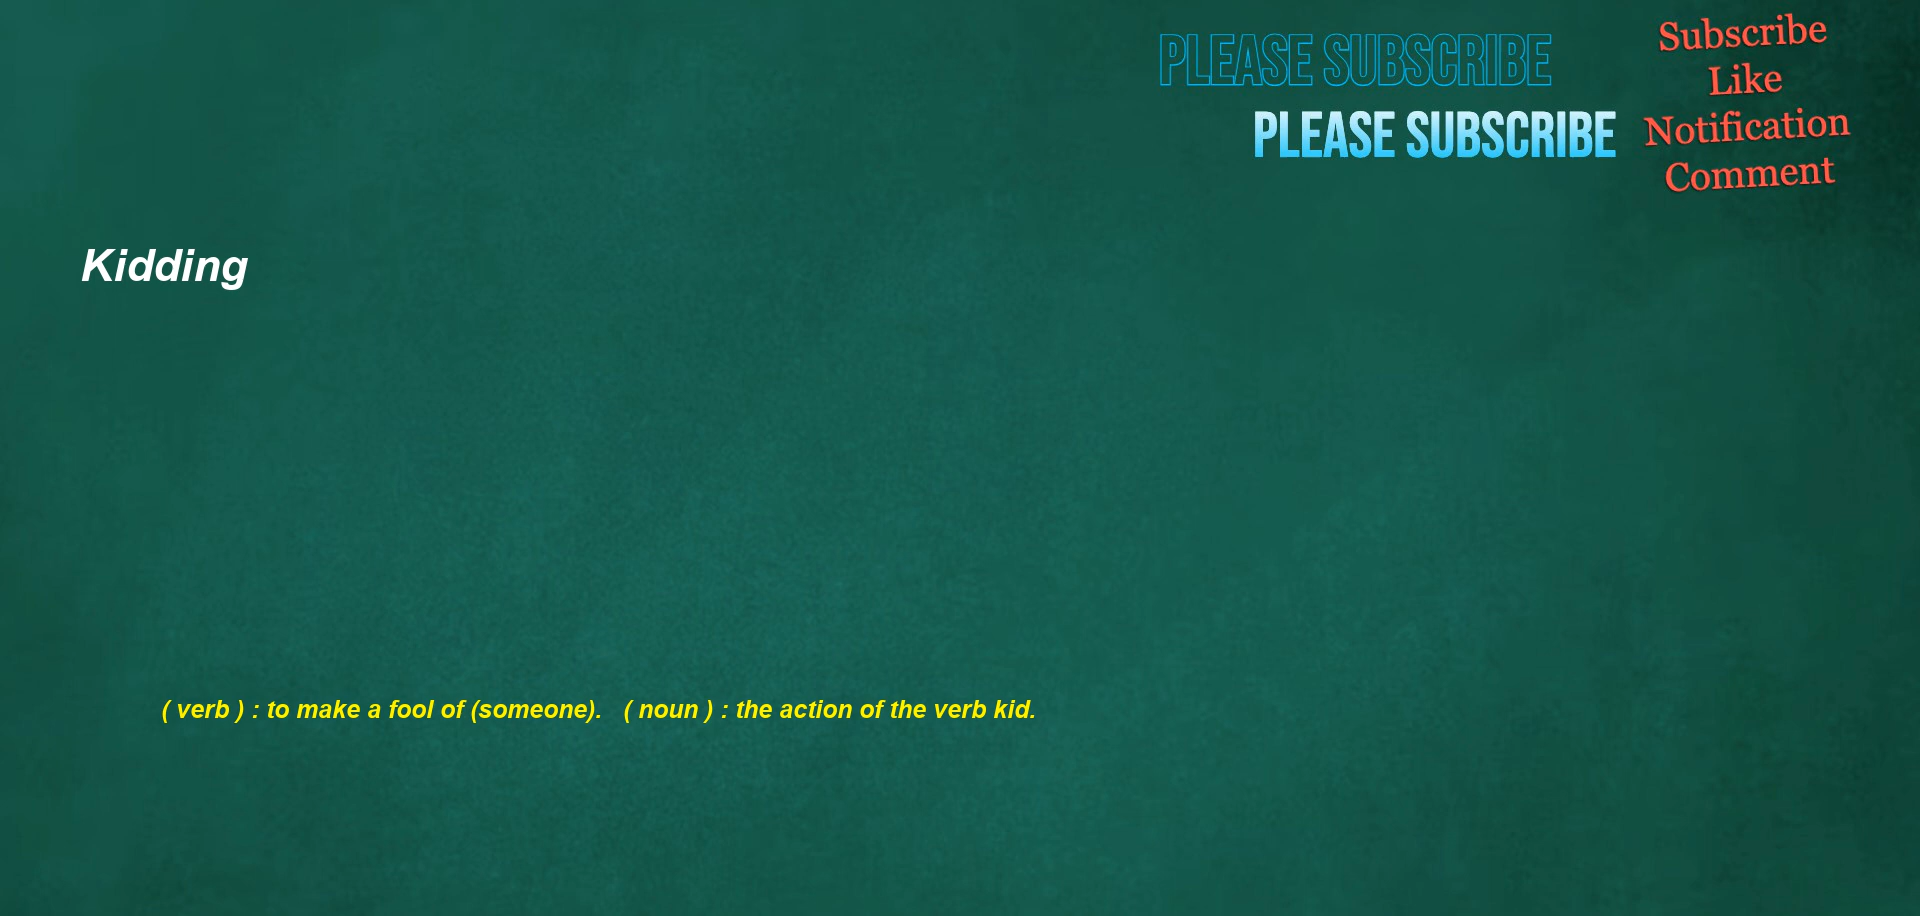 PLEASE SUBSCRIBE
PLEASE SUBSCRIBE
Subscribe
Like
Notification
Comment
Kidding
( verb ) : to make a fool of (someone).   ( noun ) : the action of the verb kid.